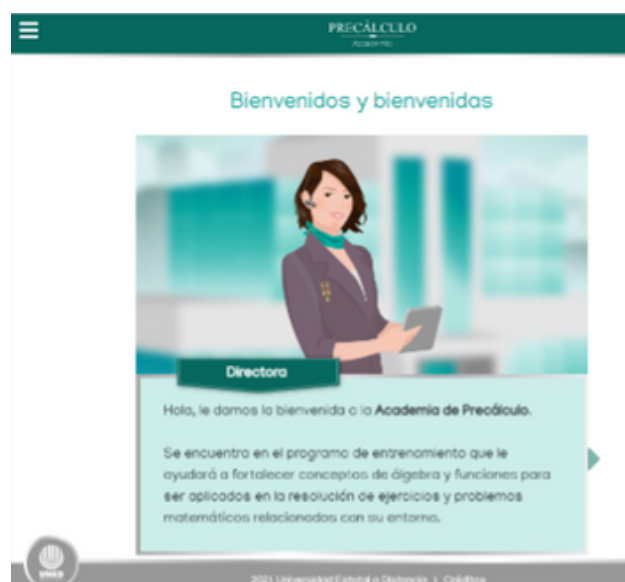 PRECÁLCULO
Academia
Bienvenidos y bienvenidas
Directora
Hola, le damos la bienvenida a la Academia de Precálculo.
Se encuentra en el programa de entrenamiento que le
ayudará a fortalecer conceptos de álgebra y funciones para
ser aplicados en la resolución de ejercicios y problemas
matemáticos relacionados con su entorno.
UNED
2021 Universidad Estatal a Distancia | Créditos